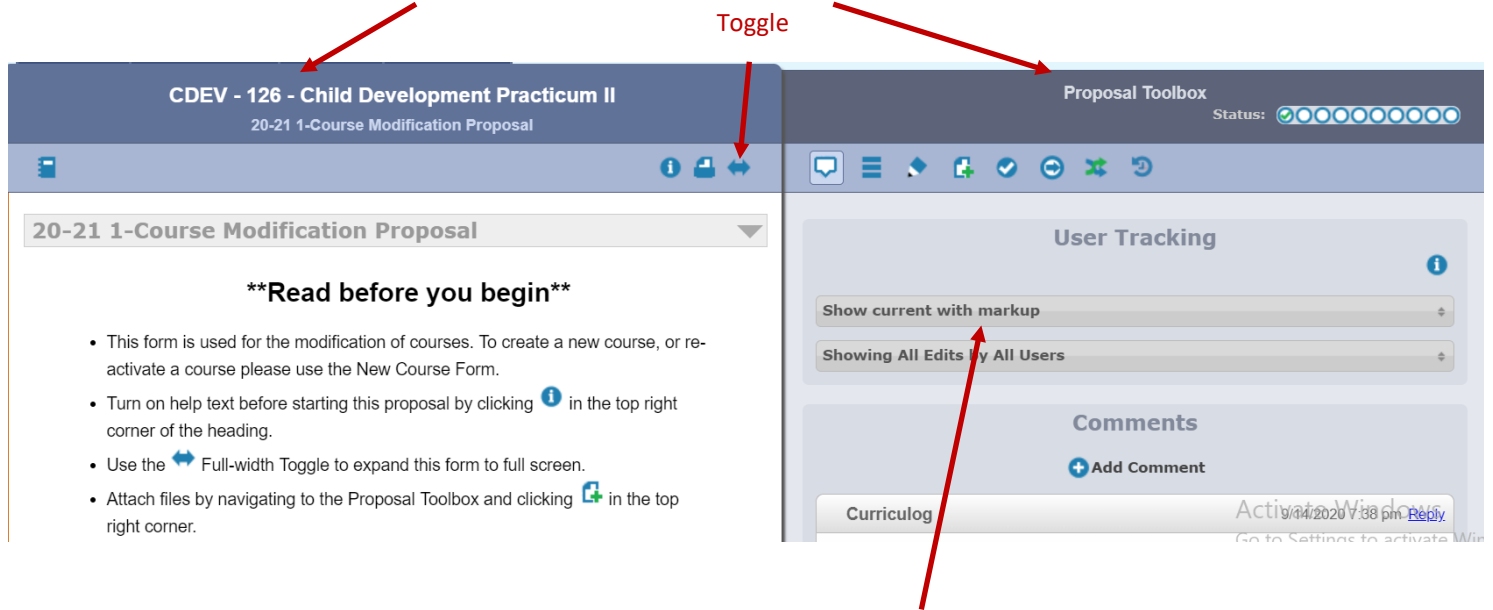 Toggle
CDEV - 126 - Child Development Practicum II
20-21 1-Course Modification Proposal
Proposal Toolbox
Status:
20-21 1-Course Modification Proposal
**Read before you begin**
• This form is used for the modification of courses. To create a new course, or re-
activate a course please use the New Course Form.
• Turn on help text before starting this proposal by clicking in the top right
corner of the heading.
• Use the Full-width Toggle to expand this form to full screen.
• Attach files by navigating to the Proposal Toolbox and clicking in the top
right corner.
User Tracking
Show current with markup
Showing All Edits by All Users
Comments
Add Comment
Curriculog 9/14/2020 7:38 pm Reply
Activate Windows
Go to Settings to activate Win